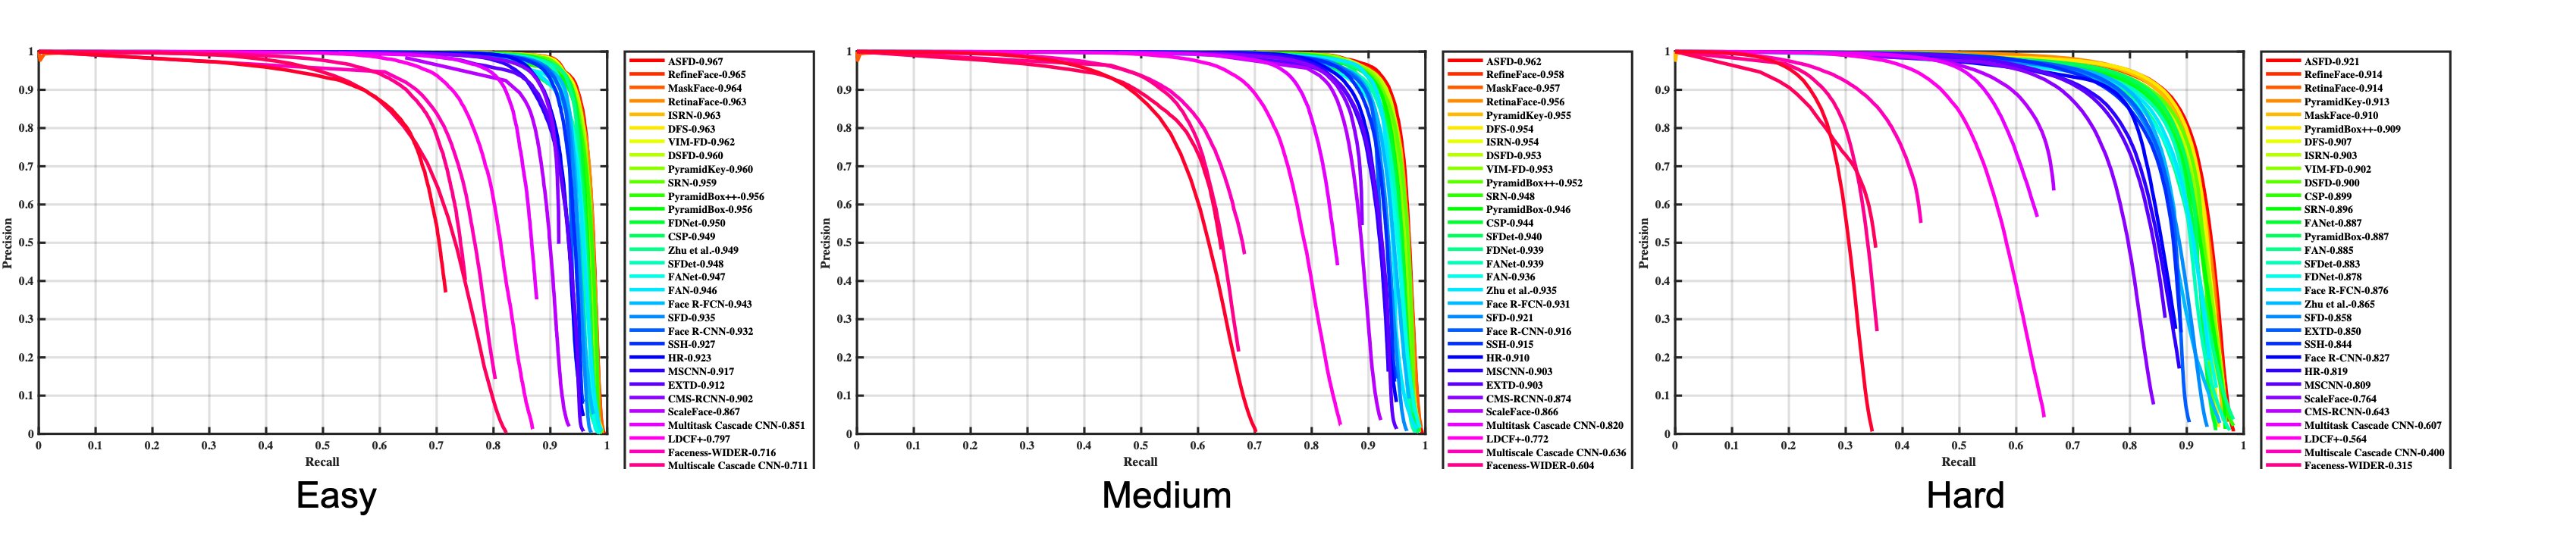 1
0.9
0.8
0.7
0.6
0.5
0.4
0.3
0.2
0.1
0
Precision
0 0.1 0.2 0.3 0.4 0.5 0.6 0.7 0.8 0.9 1
Recall
ASFD-0.967
RefineFace-0.965
MaskFace-0.964
RetinaFace-0.963
ISRN-0.963
DFS-0.963
VIM-FD-0.962
DSFD-0.960
PyramidKey-0.960
SRN-0.959
PyramidBox++-0.956
PyramidBox-0.956
FDNet-0.950
CSP-0.949
Zhu et al.-0.949
SFDet-0.948
FANet-0.947
FAN-0.946
Face R-FCN-0.943
SFD-0.935
Face R-CNN-0.932
SSH-0.927
HR-0.923
MSCNN-0.917
EXTD-0.912
CMS-RCNN-0.902
ScaleFace-0.867
Multitask Cascade CNN-0.851
LDCF+-0.797
Faceness-WIDER-0.716
Multiscale Cascade CNN-0.711
Easy
1
0.9
0.8
0.7
0.6
0.5
0.4
0.3
0.2
0.1
0
Precision
0 0.1 0.2 0.3 0.4 0.5 0.6 0.7 0.8 0.9 1
Recall
ASFD-0.962
RefineFace-0.958
MaskFace-0.957
RetinaFace-0.956
PyramidKey-0.955
DFS-0.954
ISRN-0.954
DSFD-0.953
VIM-FD-0.953
PyramidBox++-0.952
SRN-0.948
PyramidBox-0.946
CSP-0.944
SFDet-0.940
FDNet-0.939
FANet-0.939
FAN-0.936
Zhu et al.-0.935
Face R-FCN-0.931
SFD-0.921
Face R-CNN-0.916
SSH-0.915
HR-0.910
MSCNN-0.903
EXTD-0.903
CMS-RCNN-0.874
ScaleFace-0.866
Multitask Cascade CNN-0.820
LDCF+-0.772
Multiscale Cascade CNN-0.636
Faceness-WIDER-0.604
Medium
1
0.9
0.8
0.7
0.6
0.5
0.4
0.3
0.2
0.1
0
Precision
0 0.1 0.2 0.3 0.4 0.5 0.6 0.7 0.8 0.9 1
Recall
ASFD-0.921
RefineFace-0.914
RetinaFace-0.914
PyramidKey-0.913
MaskFace-0.910
PyramidBox++-0.909
DFS-0.907
ISRN-0.903
VIM-FD-0.902
DSFD-0.900
CSP-0.899
SRN-0.896
FANet-0.887
PyramidBox-0.887
FAN-0.885
SFDet-0.883
FDNet-0.878
Face R-FCN-0.876
Zhu et al.-0.865
SFD-0.858
EXTD-0.850
SSH-0.844
Face R-CNN-0.827
HR-0.819
MSCNN-0.809
ScaleFace-0.764
CMS-RCNN-0.643
Multitask Cascade CNN-0.607
LDCF+-0.564
Multiscale Cascade CNN-0.400
Faceness-WIDER-0.315
Hard